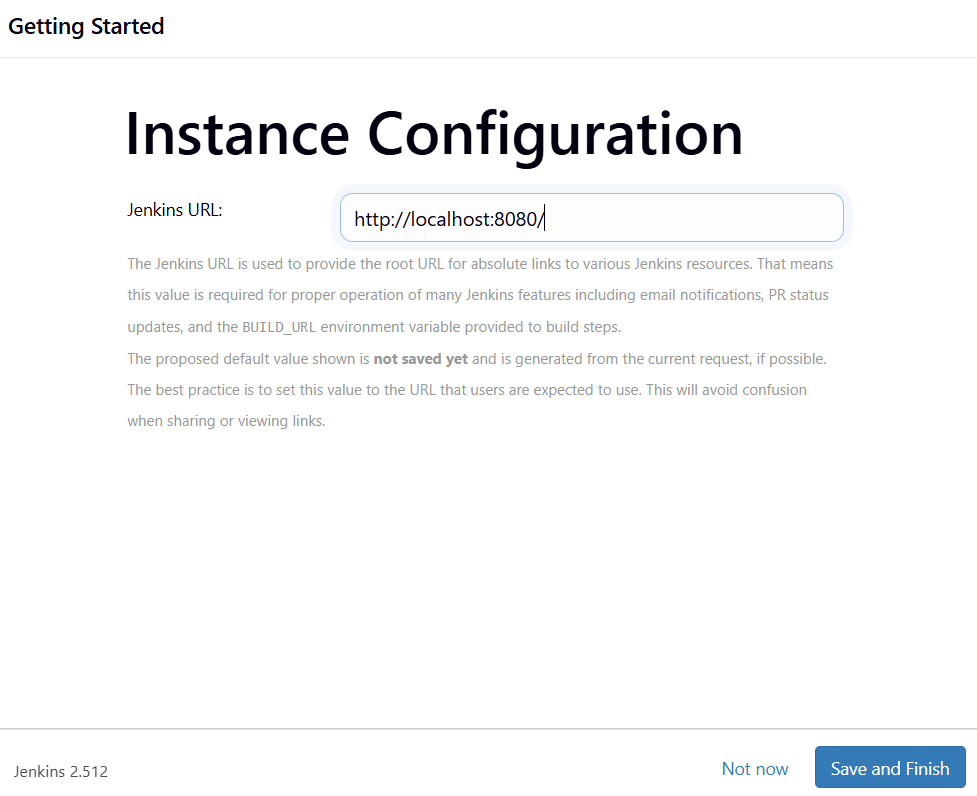 Getting Started
Instance Configuration
Jenkins URL:
http://localhost:8080/
The Jenkins URL is used to provide the root URL for absolute links to various Jenkins resources. That means
this value is required for proper operation of many Jenkins features including email notifications, PR status
updates, and the BUILD_URL environment variable provided to build steps.
The proposed default value shown is not saved yet and is generated from the current request, if possible.
The best practice is to set this value to the URL that users are expected to use. This will avoid confusion
when sharing or viewing links.
Jenkins 2.512
Not now
Save and Finish